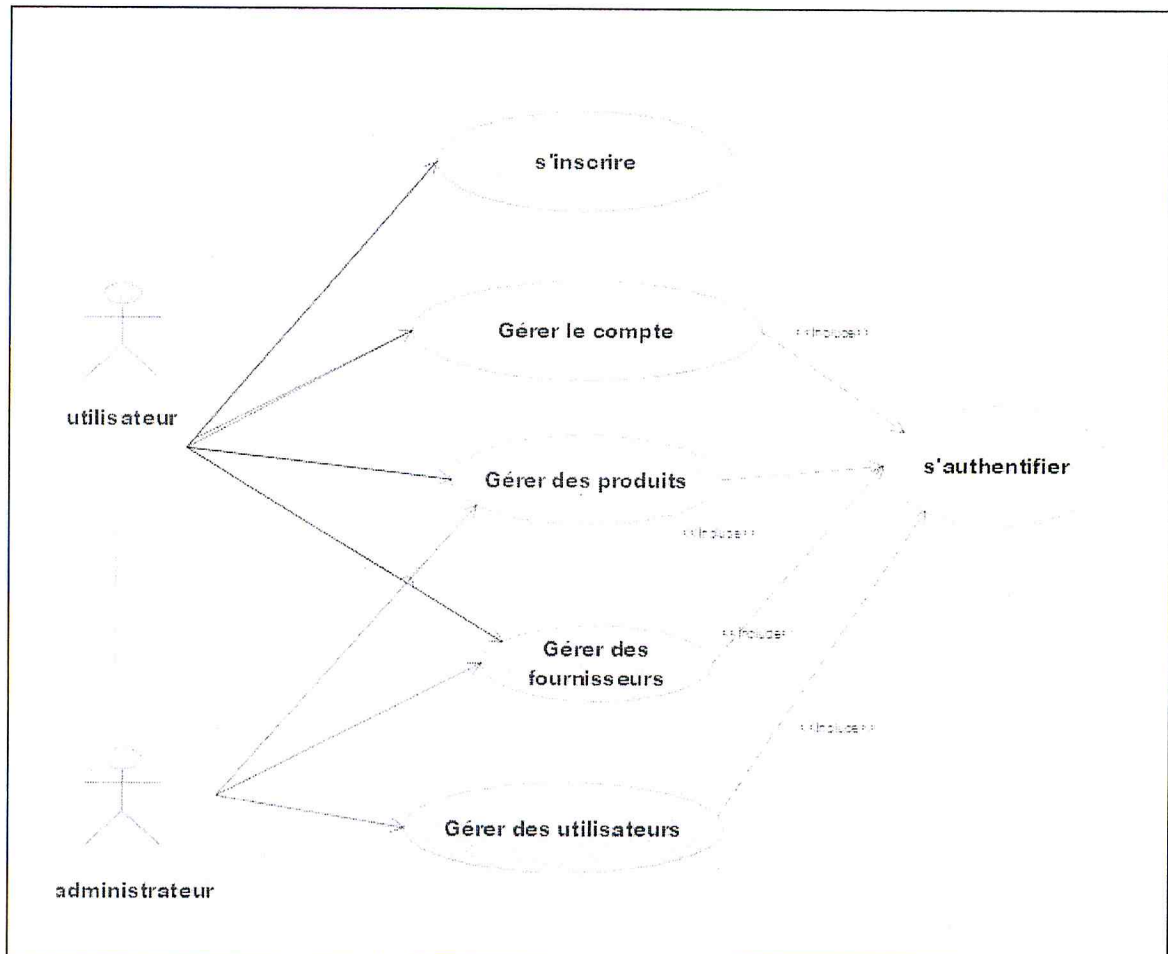 s'inscrire
Gérer le compte
<<Include>>
utilisateur
Gérer des produits
s'authentifier
<<Include>>
Gérer des
fournisseurs
<<Include>>
<<Include>>
Gérer des utilisateurs
administrateur